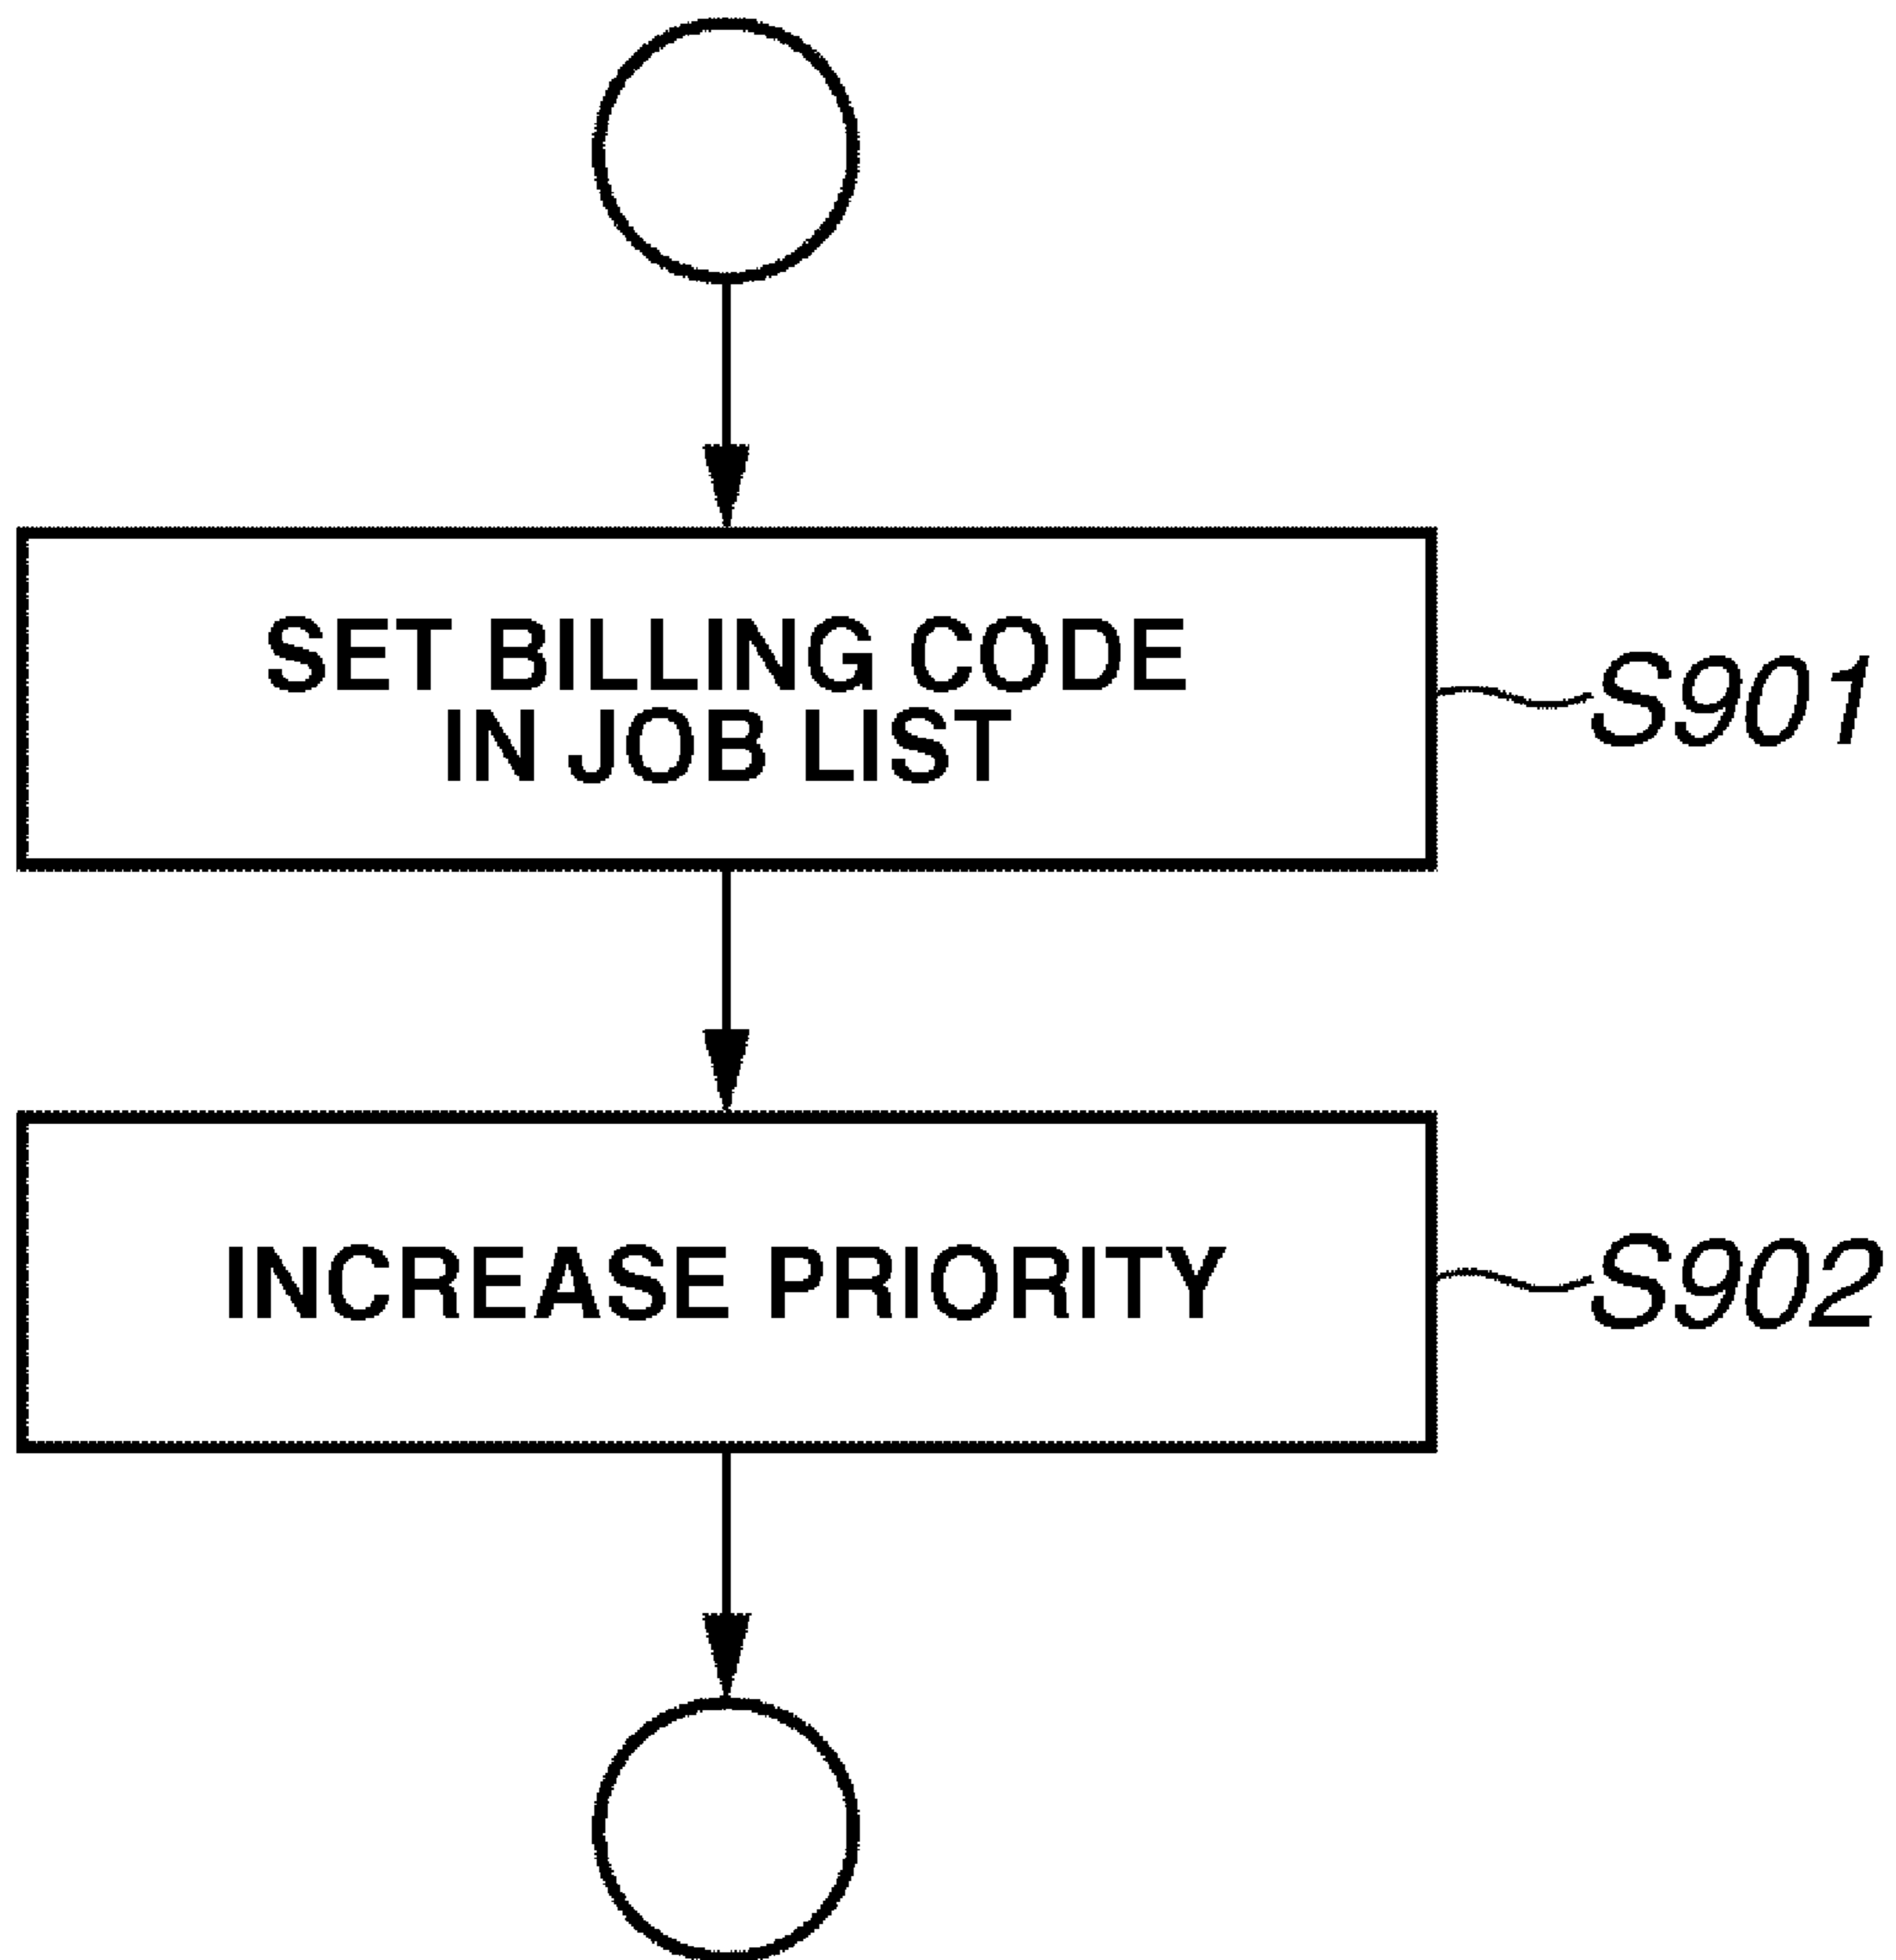 SET BILLING CODE
IN JOB LIST
S901
INCREASE PRIORITY
S902